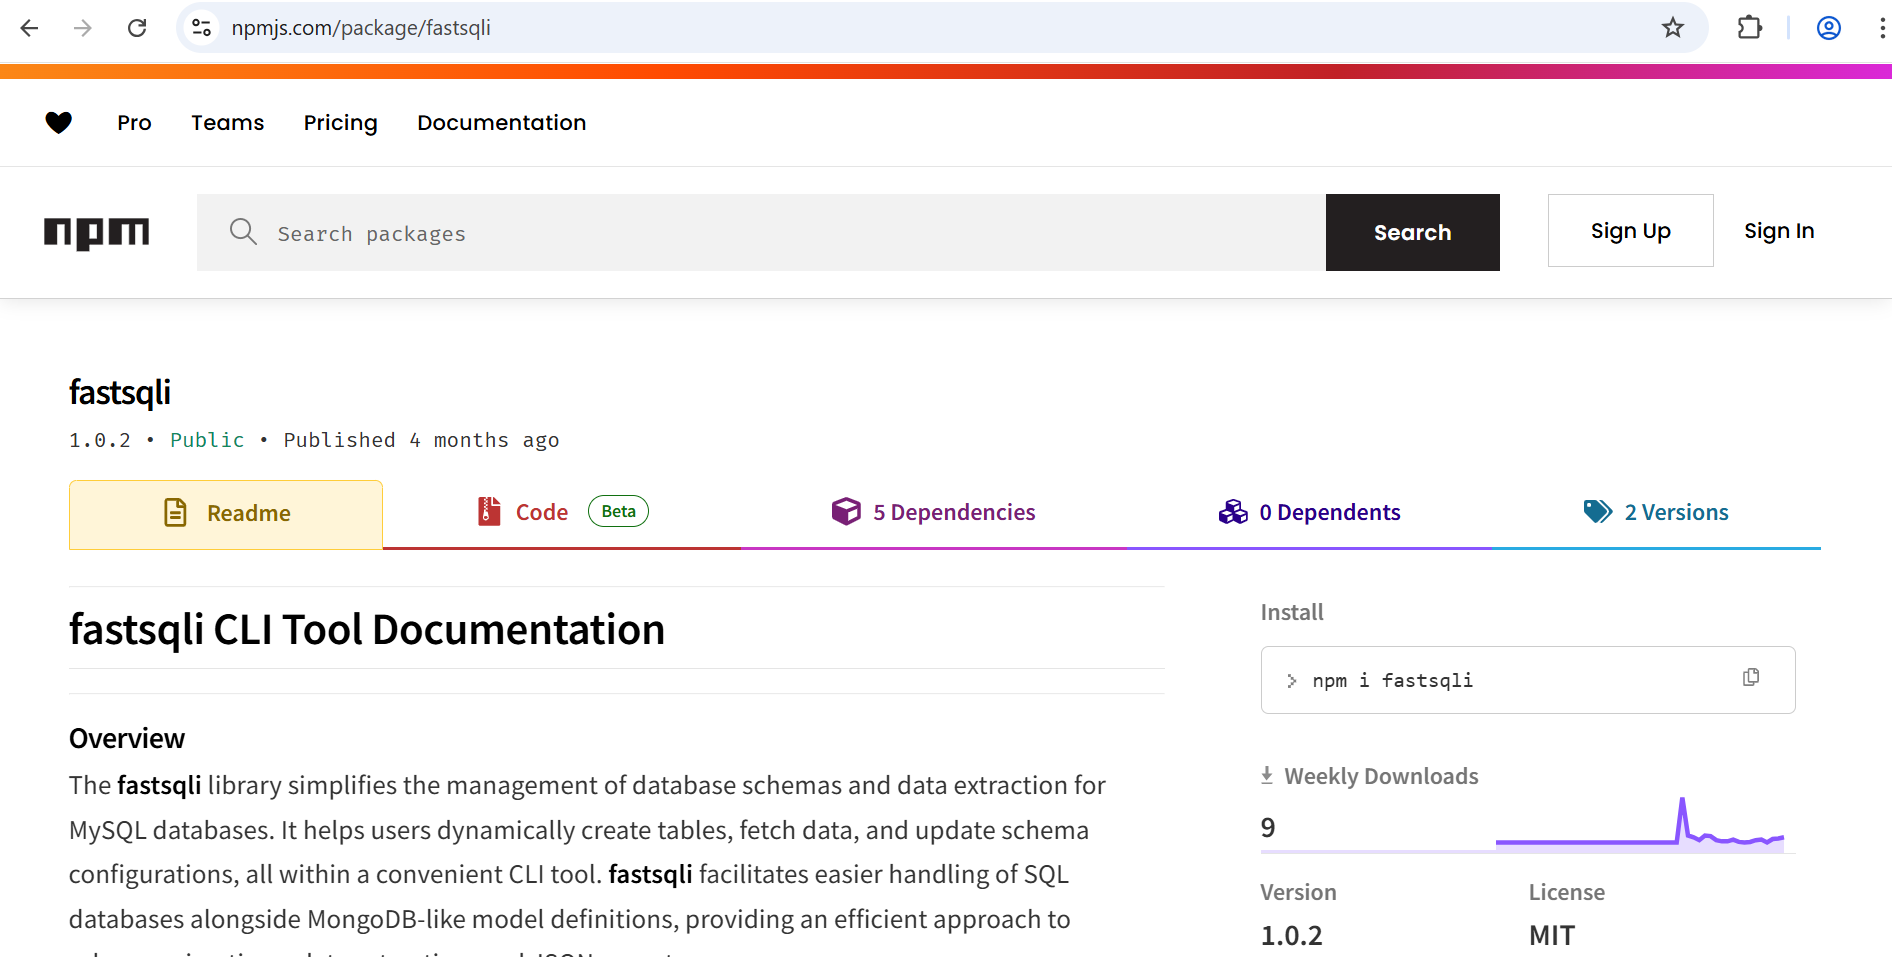 npmjs.com/package/fastsqli
Pro Teams Pricing Documentation
npm Search packages Search Sign Up Sign In
fastsqli
1.0.2 • Public • Published 4 months ago
Readme Code Beta 5 Dependencies 0 Dependents 2 Versions
fastsqli CLI Tool Documentation
Overview
The fastsqli library simplifies the management of database schemas and data extraction for
MySQL databases. It helps users dynamically create tables, fetch data, and update schema
configurations, all within a convenient CLI tool. fastsqli facilitates easier handling of SQL
databases alongside MongoDB-like model definitions, providing an efficient approach to
Install
> npm i fastsqli
Weekly Downloads
9
Version License
1.0.2 MIT